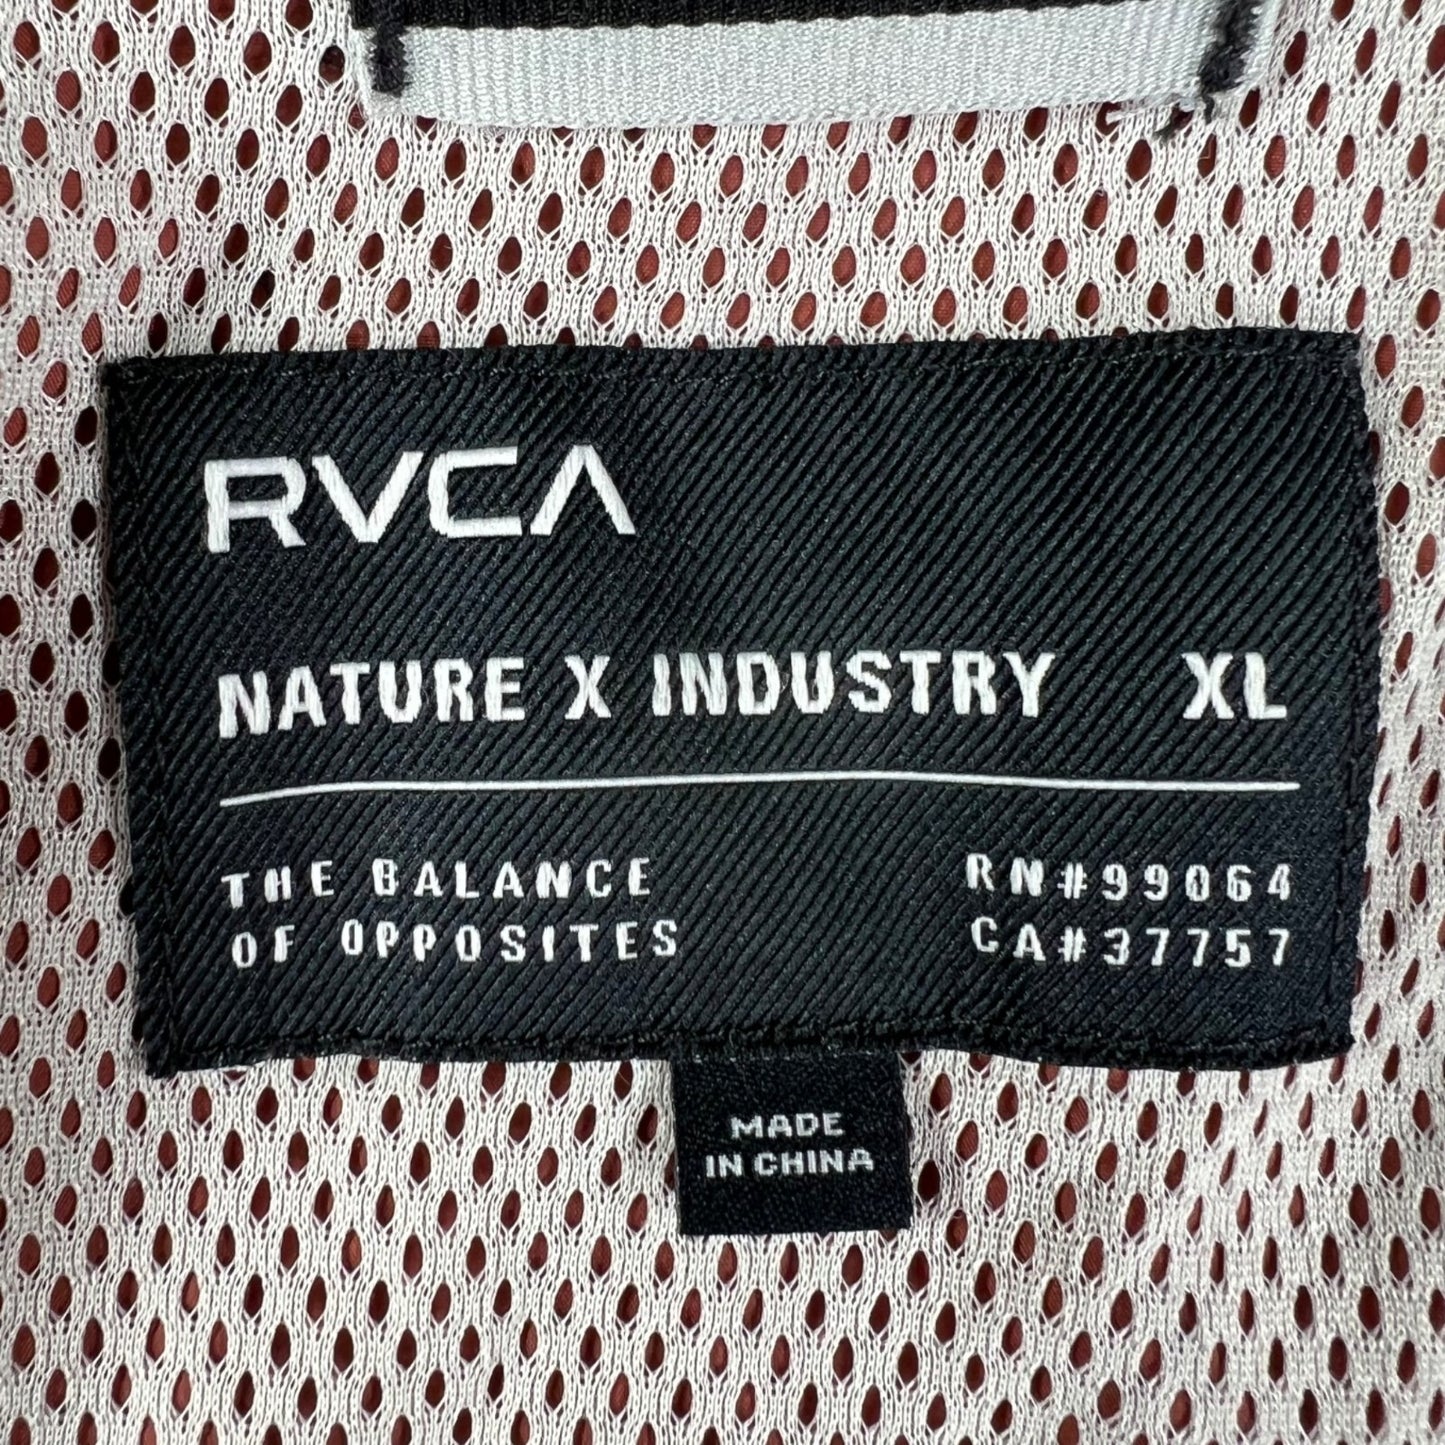 RVCA
NATURE X INDUSTRY XL
THE BALANCE RN#99064
OF OPPOSITES CA#37757
MADE
IN CHINA